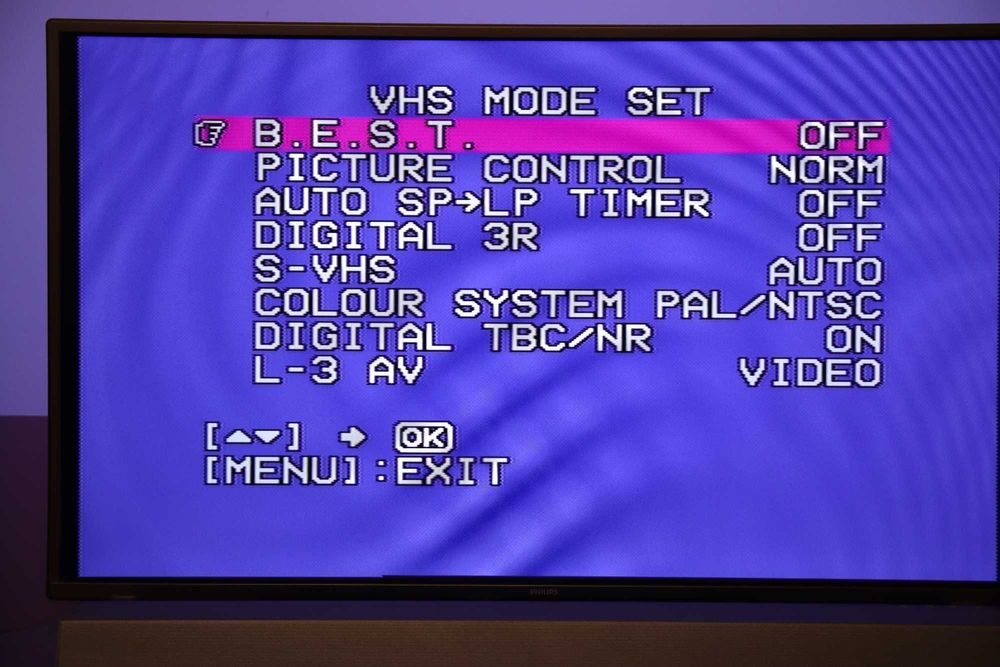 VHS MODE SET
B.E.S.T. OFF
PICTURE CONTROL NORM
AUTO SP→LP TIMER OFF
DIGITAL 3R OFF
S-VHS AUTO
COLOUR SYSTEM PAL/NTSC
DIGITAL TBC/NR ON
L-3 AV VIDEO
[▲▼] → OK
[MENU]:EXIT
PHILIPS